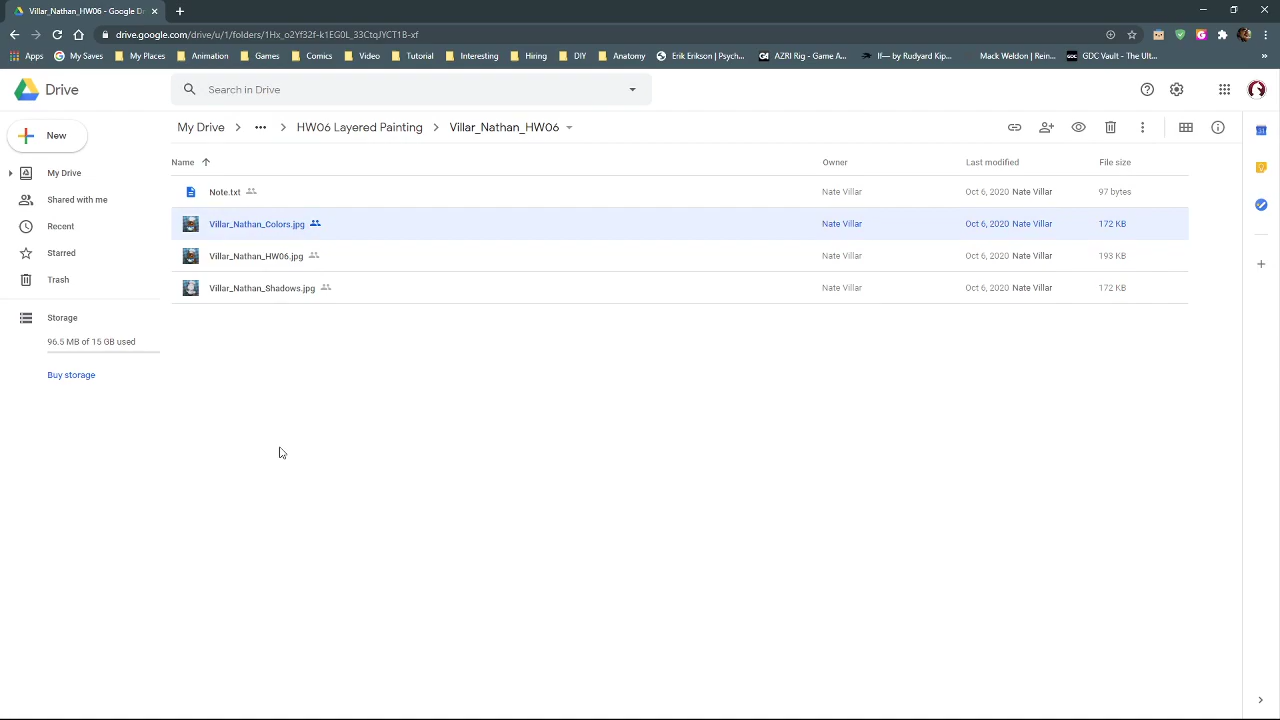 Villar_Nathan_HW06 - Google Dr
drive.google.com/drive/u/1/folders/1Hx_o2Yf32f-k1EG0L_33CtqJYCT1B-xf
Apps My Saves My Places Animation Games Comics Video Tutorial Interesting Hiring DIY Anatomy Erik Erikson | Psych... AZRI Rig - Game A... If— by Rudyard Kip... Mack Weldon | Rein... GDC Vault - The Ult...
Drive
Search in Drive
New
My Drive
HW06 Layered Painting
Villar_Nathan_HW06
Name
Owner
Last modified
File size
My Drive
Shared with me
Recent
Starred
Trash
Storage
96.5 MB of 15 GB used
Buy storage
Note.txt Nate Villar Oct 6, 2020 Nate Villar 97 bytes
Villar_Nathan_Colors.jpg Nate Villar Oct 6, 2020 Nate Villar 172 KB
Villar_Nathan_HW06.jpg Nate Villar Oct 6, 2020 Nate Villar 193 KB
Villar_Nathan_Shadows.jpg Nate Villar Oct 6, 2020 Nate Villar 172 KB